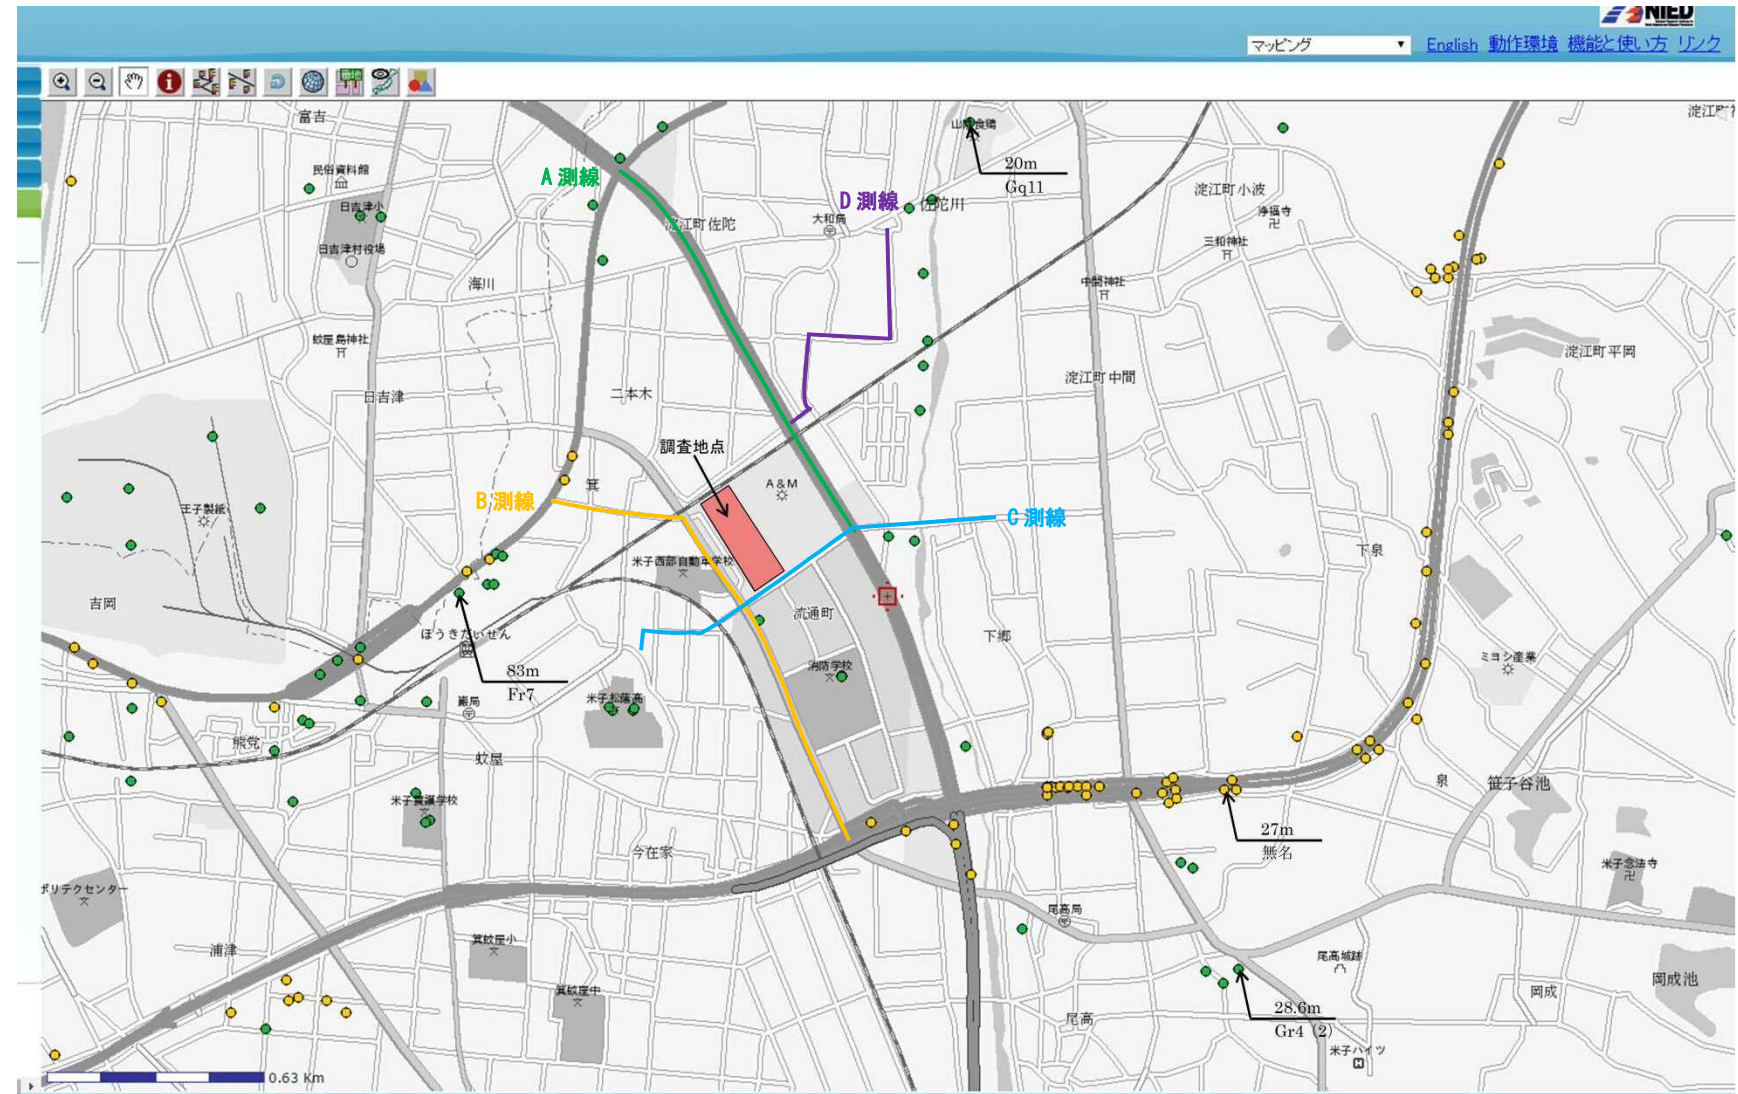 NIED
マッピング
English 動作環境 機能と使い方 リンク
富吉
山陰食鶏
20m
Gq11
民俗資料館
A 測線
D 測線
佐陀川
淀江町小波
浄福寺
日吉津小
大和局
淀江町佐陀
日吉津村役場
三和神社
海川
中間神社
蚊屋島神社
淀江町平岡
淀江町中間
日吉津
二本木
調査地点
A&M
箕
B 測線
王子製紙
C 測線
下泉
米子西部自動車学校
吉岡
流通町
ほうきだいせん
下郷
ミヨシ産業
消防学校
83m
Fr7
米子松蔭高
巌局
熊党
蚊屋
泉
笹子谷池
米子養護学校
27m
無名
今在家
米子念法寺
ポリテクセンター
尾高局
箕蚊屋小
浦津
尾高城跡
岡成池
箕蚊屋中
岡成
28.6m
Gr4 (2)
尾高
米子ハイツ
0.63 Km